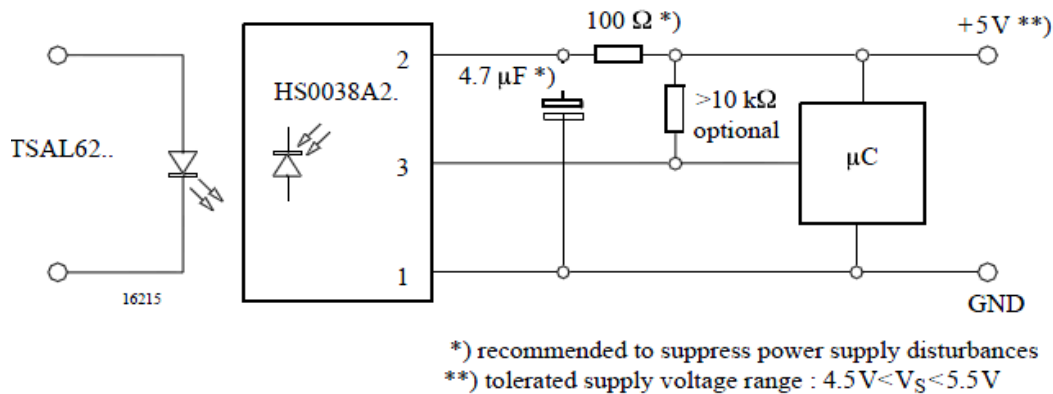 100 Ω *)
+5V **)
2
4.7 µF *)
HS0038A2.
>10 kΩ
optional
TSAL62..
3
µC
1
16215
GND
*) recommended to suppress power supply disturbances
**) tolerated supply voltage range : 4.5V<VS<5.5V